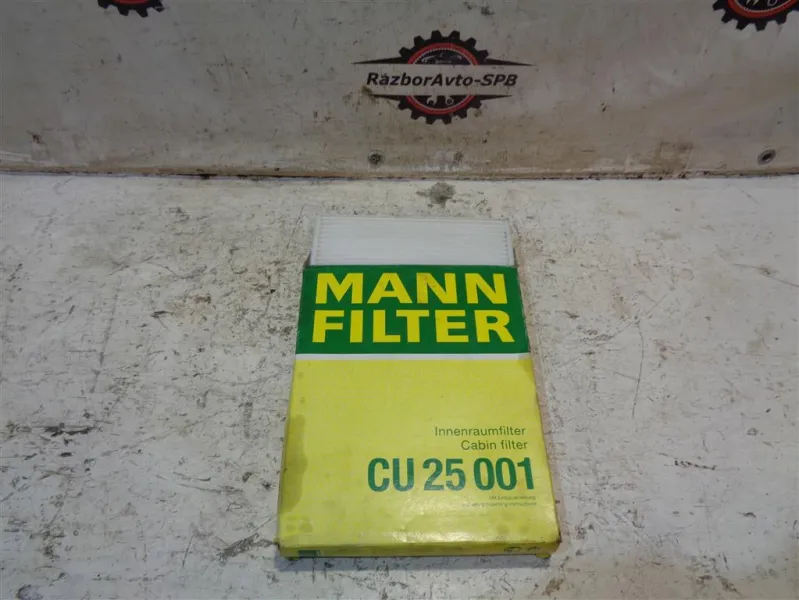 RazborAvto-SPB
MANN
FILTER
Innenraumfilter
Cabin filter
CU 25 001